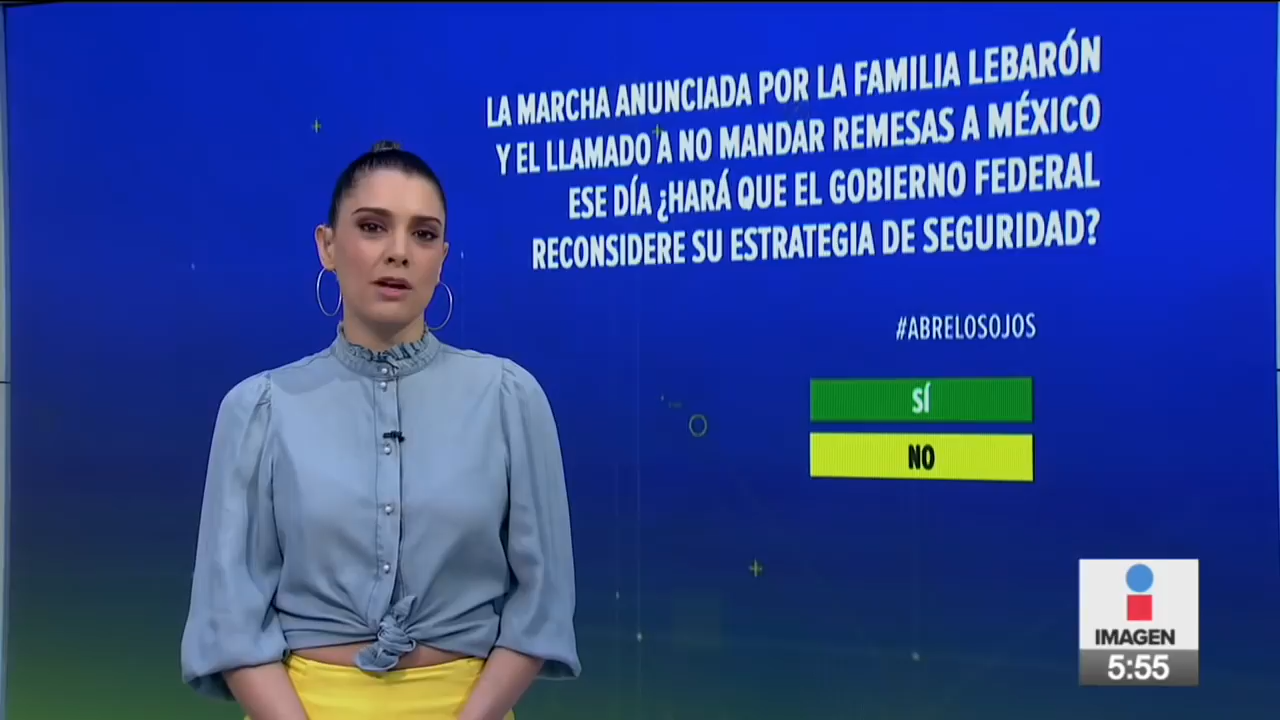 LA MARCHA ANUNCIADA POR LA FAMILIA LEBARÓN
Y EL LLAMADO A NO MANDAR REMESAS A MÉXICO
ESE DÍA ¿HARÁ QUE EL GOBIERNO FEDERAL
RECONSIDERE SU ESTRATEGIA DE SEGURIDAD?
#ABRELOSOJOS
SÍ
NO
IMAGEN
5:55